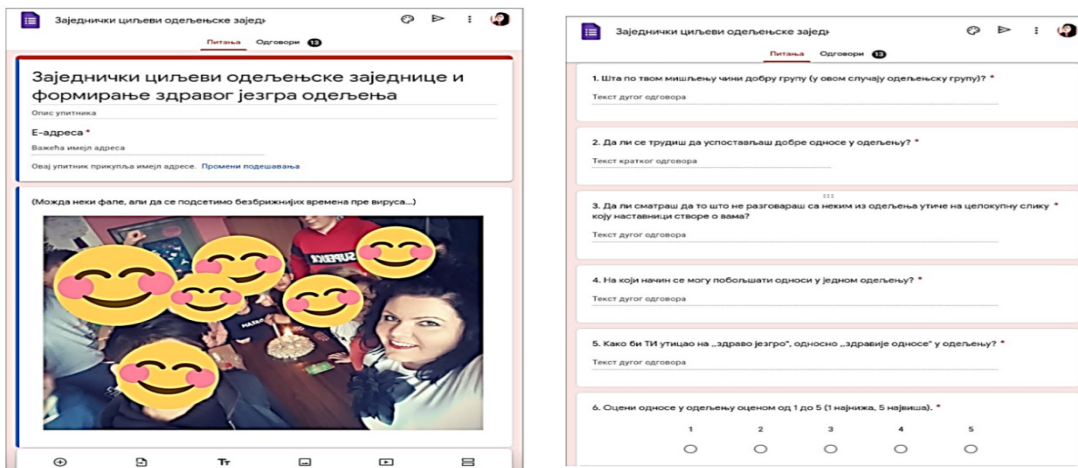 Заједнички циљеви одељењске заједн
Питања Одговори 13
Заједнички циљеви одељењске заједнице и
формирање здравог језгра одељења
Опис упитника
Е-адреса *
Важећа имејл адреса
Овај упитник прикупља имејл адресе. Промени подешавања
(Можда неки фале, али да се подсетимо безбрижнијих времена пре вируса...)
Tт
Заједнички циљеви одељењске заједн
Питања Одговори 13
1. Шта по твом мишљењу чини добру групу (у овом случају одељењску групу)? *
Текст дугог одговора
2. Да ли се трудиш да успостављаш добре односе у одељењу? *
Текст кратког одговора
3. Да ли сматраш да то што не разговараш са неким из одељења утиче на целокупну слику *
коју наставници створе о вама?
Текст дугог одговора
4. На који начин се могу побољшати односи у једном одељењу? *
Текст дугог одговора
5. Како би ТИ утицао на „здраво језгро", односно „здравије односе" у одељењу? *
Текст дугог одговора
6. Оцени односе у одељењу оценом од 1 до 5 (1 најнижа, 5 највиша). *
1 2 3 4 5